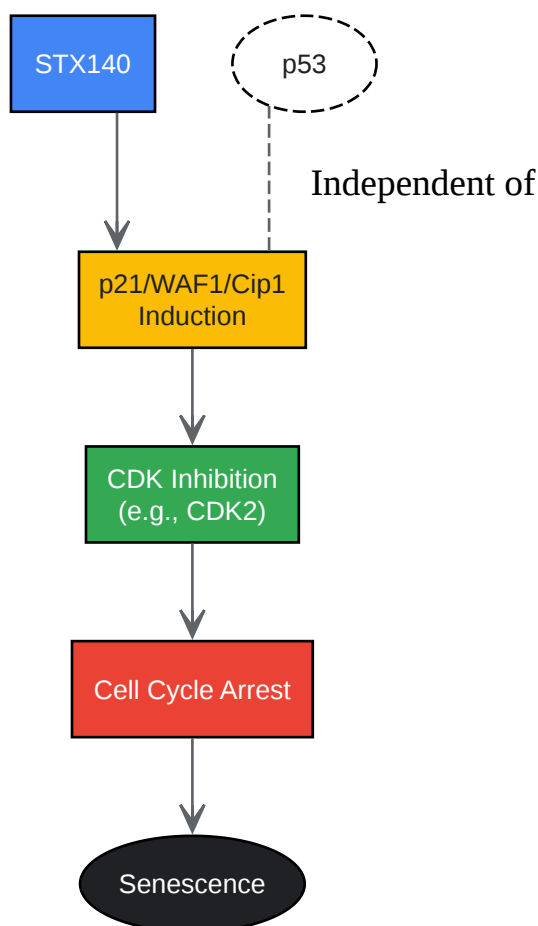 STX140
p53
Independent of
p21/WAF1/Cip1
Induction
CDK Inhibition
(e.g., CDK2)
Cell Cycle Arrest
Senescence